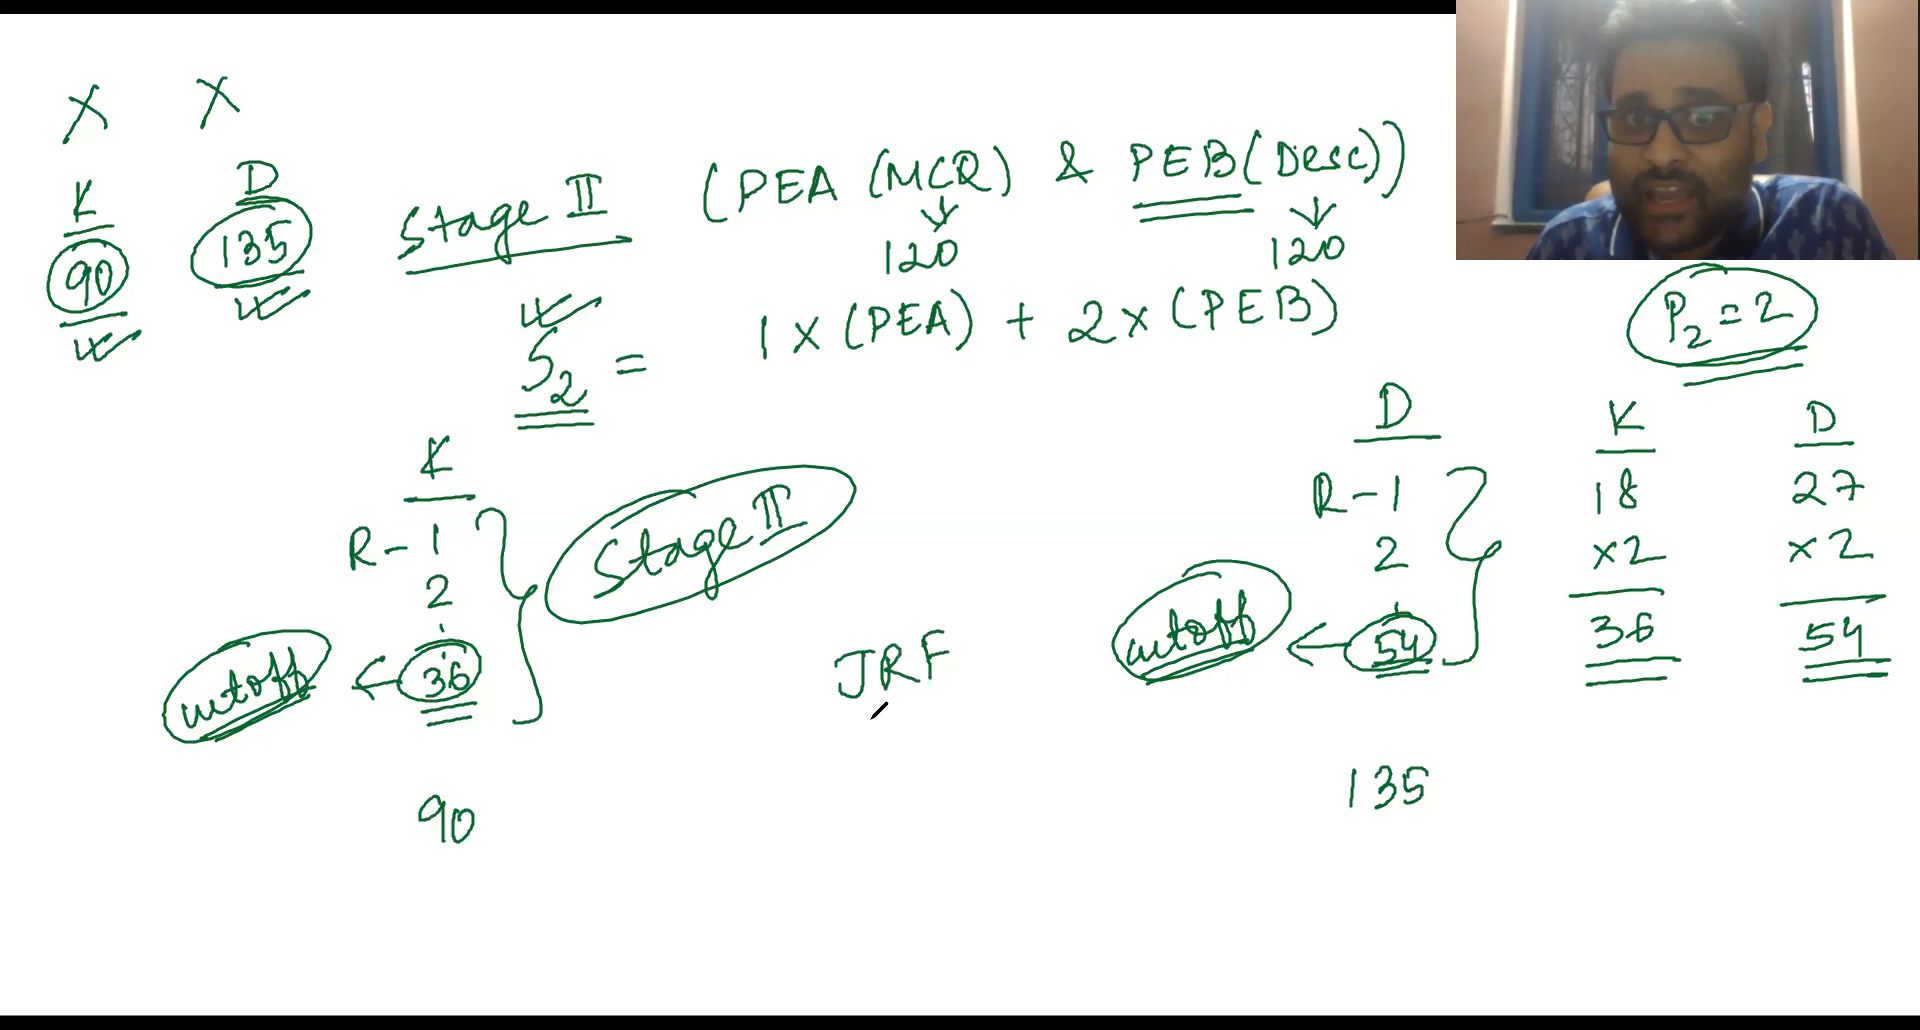 X X
K D
90 135
Stage II (PEA (MCQ) & PEB (Desc))
120 120
S2 = 1 x (PEA) + 2 x (PEB)
P2 = 2
K
R - 1
2
cutoff ← 36
90
Stage II
JRF
D
R - 1
2
cutoff ← 54
135
K D
18 27
x2 x2
36 54